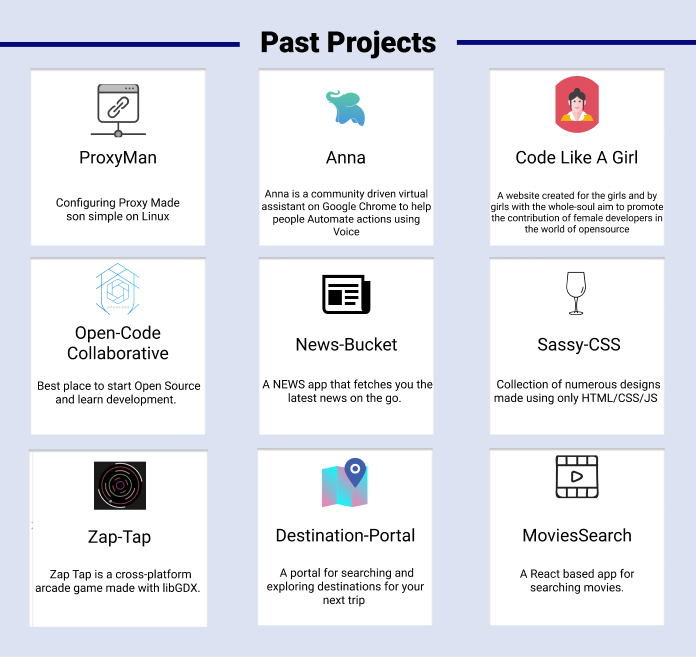 Past Projects
ProxyMan
Configuring Proxy Made
son simple on Linux
Anna
Anna is a community driven virtual
assistant on Google Chrome to help
people Automate actions using
Voice
Code Like A Girl
A website created for the girls and by
girls with the whole-soul aim to promote
the contribution of female developers in
the world of opensource
Open-Code
Collaborative
Best place to start Open Source
and learn development.
News-Bucket
A NEWS app that fetches you the
latest news on the go.
Sassy-CSS
Collection of numerous designs
made using only HTML/CSS/JS
Zap-Tap
Zap Tap is a cross-platform
arcade game made with libGDX.
Destination-Portal
A portal for searching and
exploring destinations for your
next trip
MoviesSearch
A React based app for
searching movies.